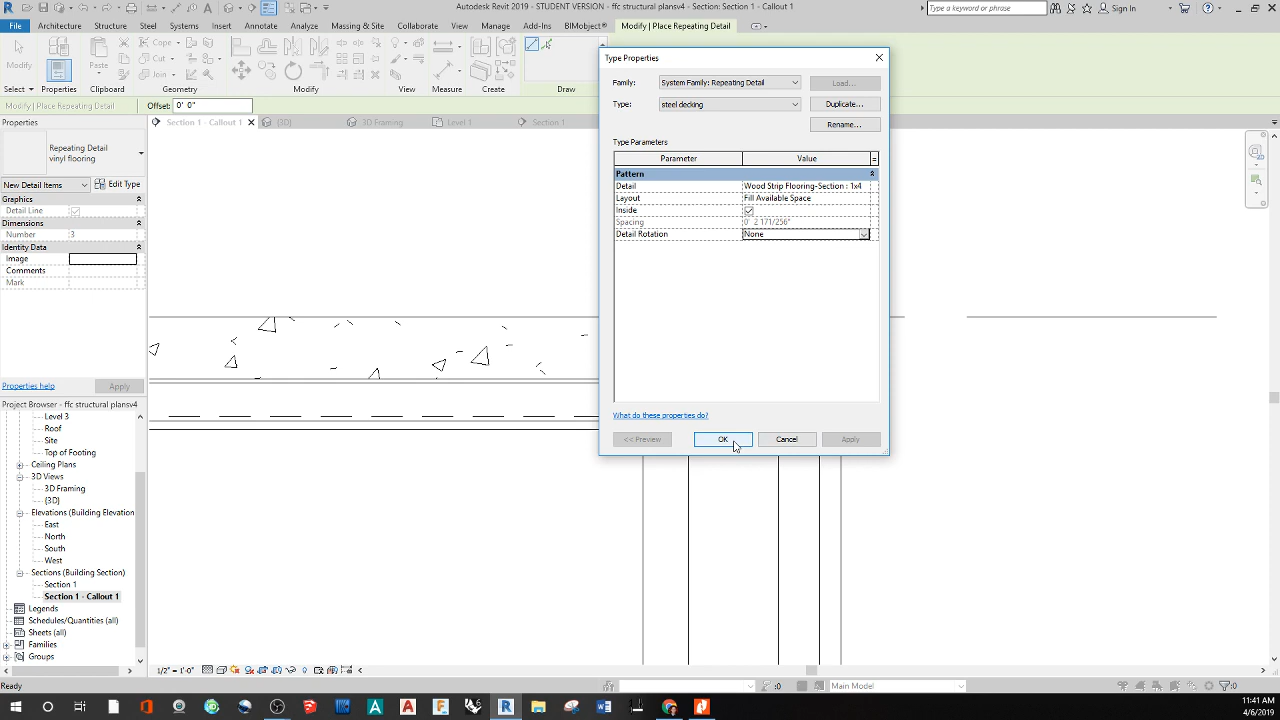 Autodesk Revit 2019 - STUDENT VERSION - ffc structural plansv4 - Section: Section 1 - Callout 1
Type a keyword or phrase
Sign In
File Architecture Structure Steel Systems Insert Annotate Analyze Massing & Site Collaborate View Manage Add-Ins BIMobject Modify | Place Repeating Detail
Modify
Paste
Cope
Cut
Join
Select Properties Clipboard Geometry Modify View Measure Create Draw
Modify | Place Repeating Detail Offset: 0' 0"
Properties
Section 1 - Callout 1 {3D} 3D Framing Level 1 Section 1
Repeating Detail
vinyl flooring
New Detail Items Edit Type
Graphics
Detail Line
Dimensions
Number 3
Identity Data
Image
Comments
Mark
Properties help Apply
Project Browser - ffc structural plansv4
Level 3
Roof
Site
Top of Footing
Ceiling Plans
3D Views
3D Framing
{3D}
Elevations (Building Elevation
East
North
South
West
Sections (Building Section)
Section 1
Section 1 - Callout 1
Legends
Schedules/Quantities (all)
Sheets (all)
Families
Groups
Type Properties
Family: System Family: Repeating Detail Load...
Type: steel decking Duplicate...
Rename...
Type Parameters
Parameter Value =
Pattern
Detail Wood Strip Flooring-Section : 1x4
Layout Fill Available Space
Inside
Spacing 0' 2 171/256"
Detail Rotation None
What do these properties do?
<< Preview OK Cancel Apply
1/2" = 1'-0"
Ready
:0
Main Model
:0
11:41 AM
4/6/2019